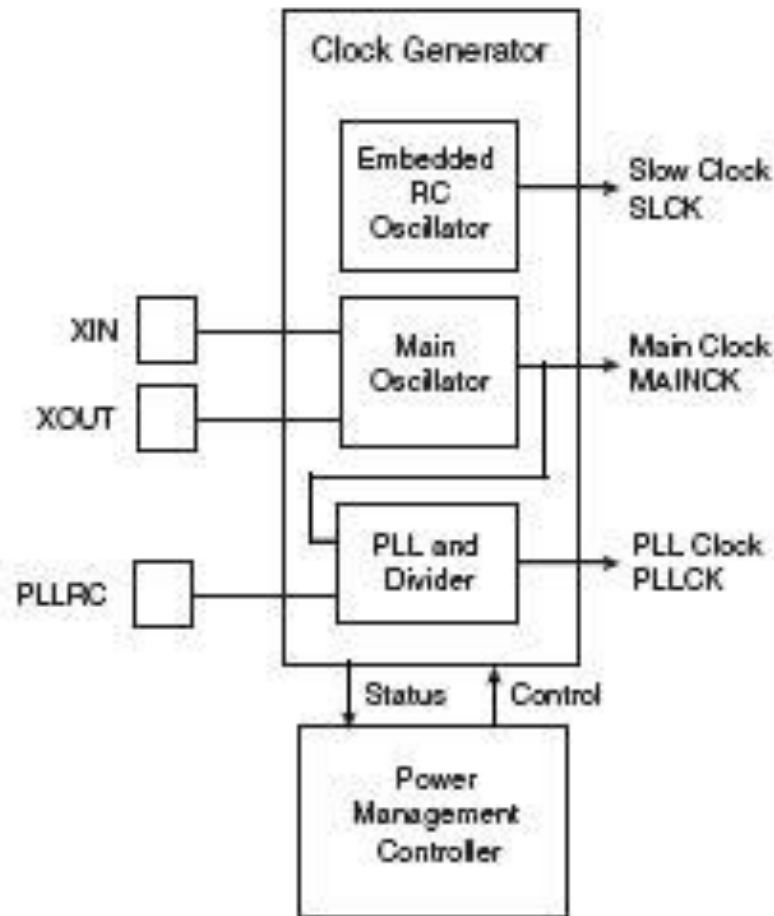 Clock Generator
Embedded
RC
Oscillator
Slow Clock
SLCK
XIN
Main
Oscillator
Main Clock
MAINCK
XOUT
PLL and
Divider
PLL Clock
PLLCK
PLLRC
Status
Control
Power
Management
Controller